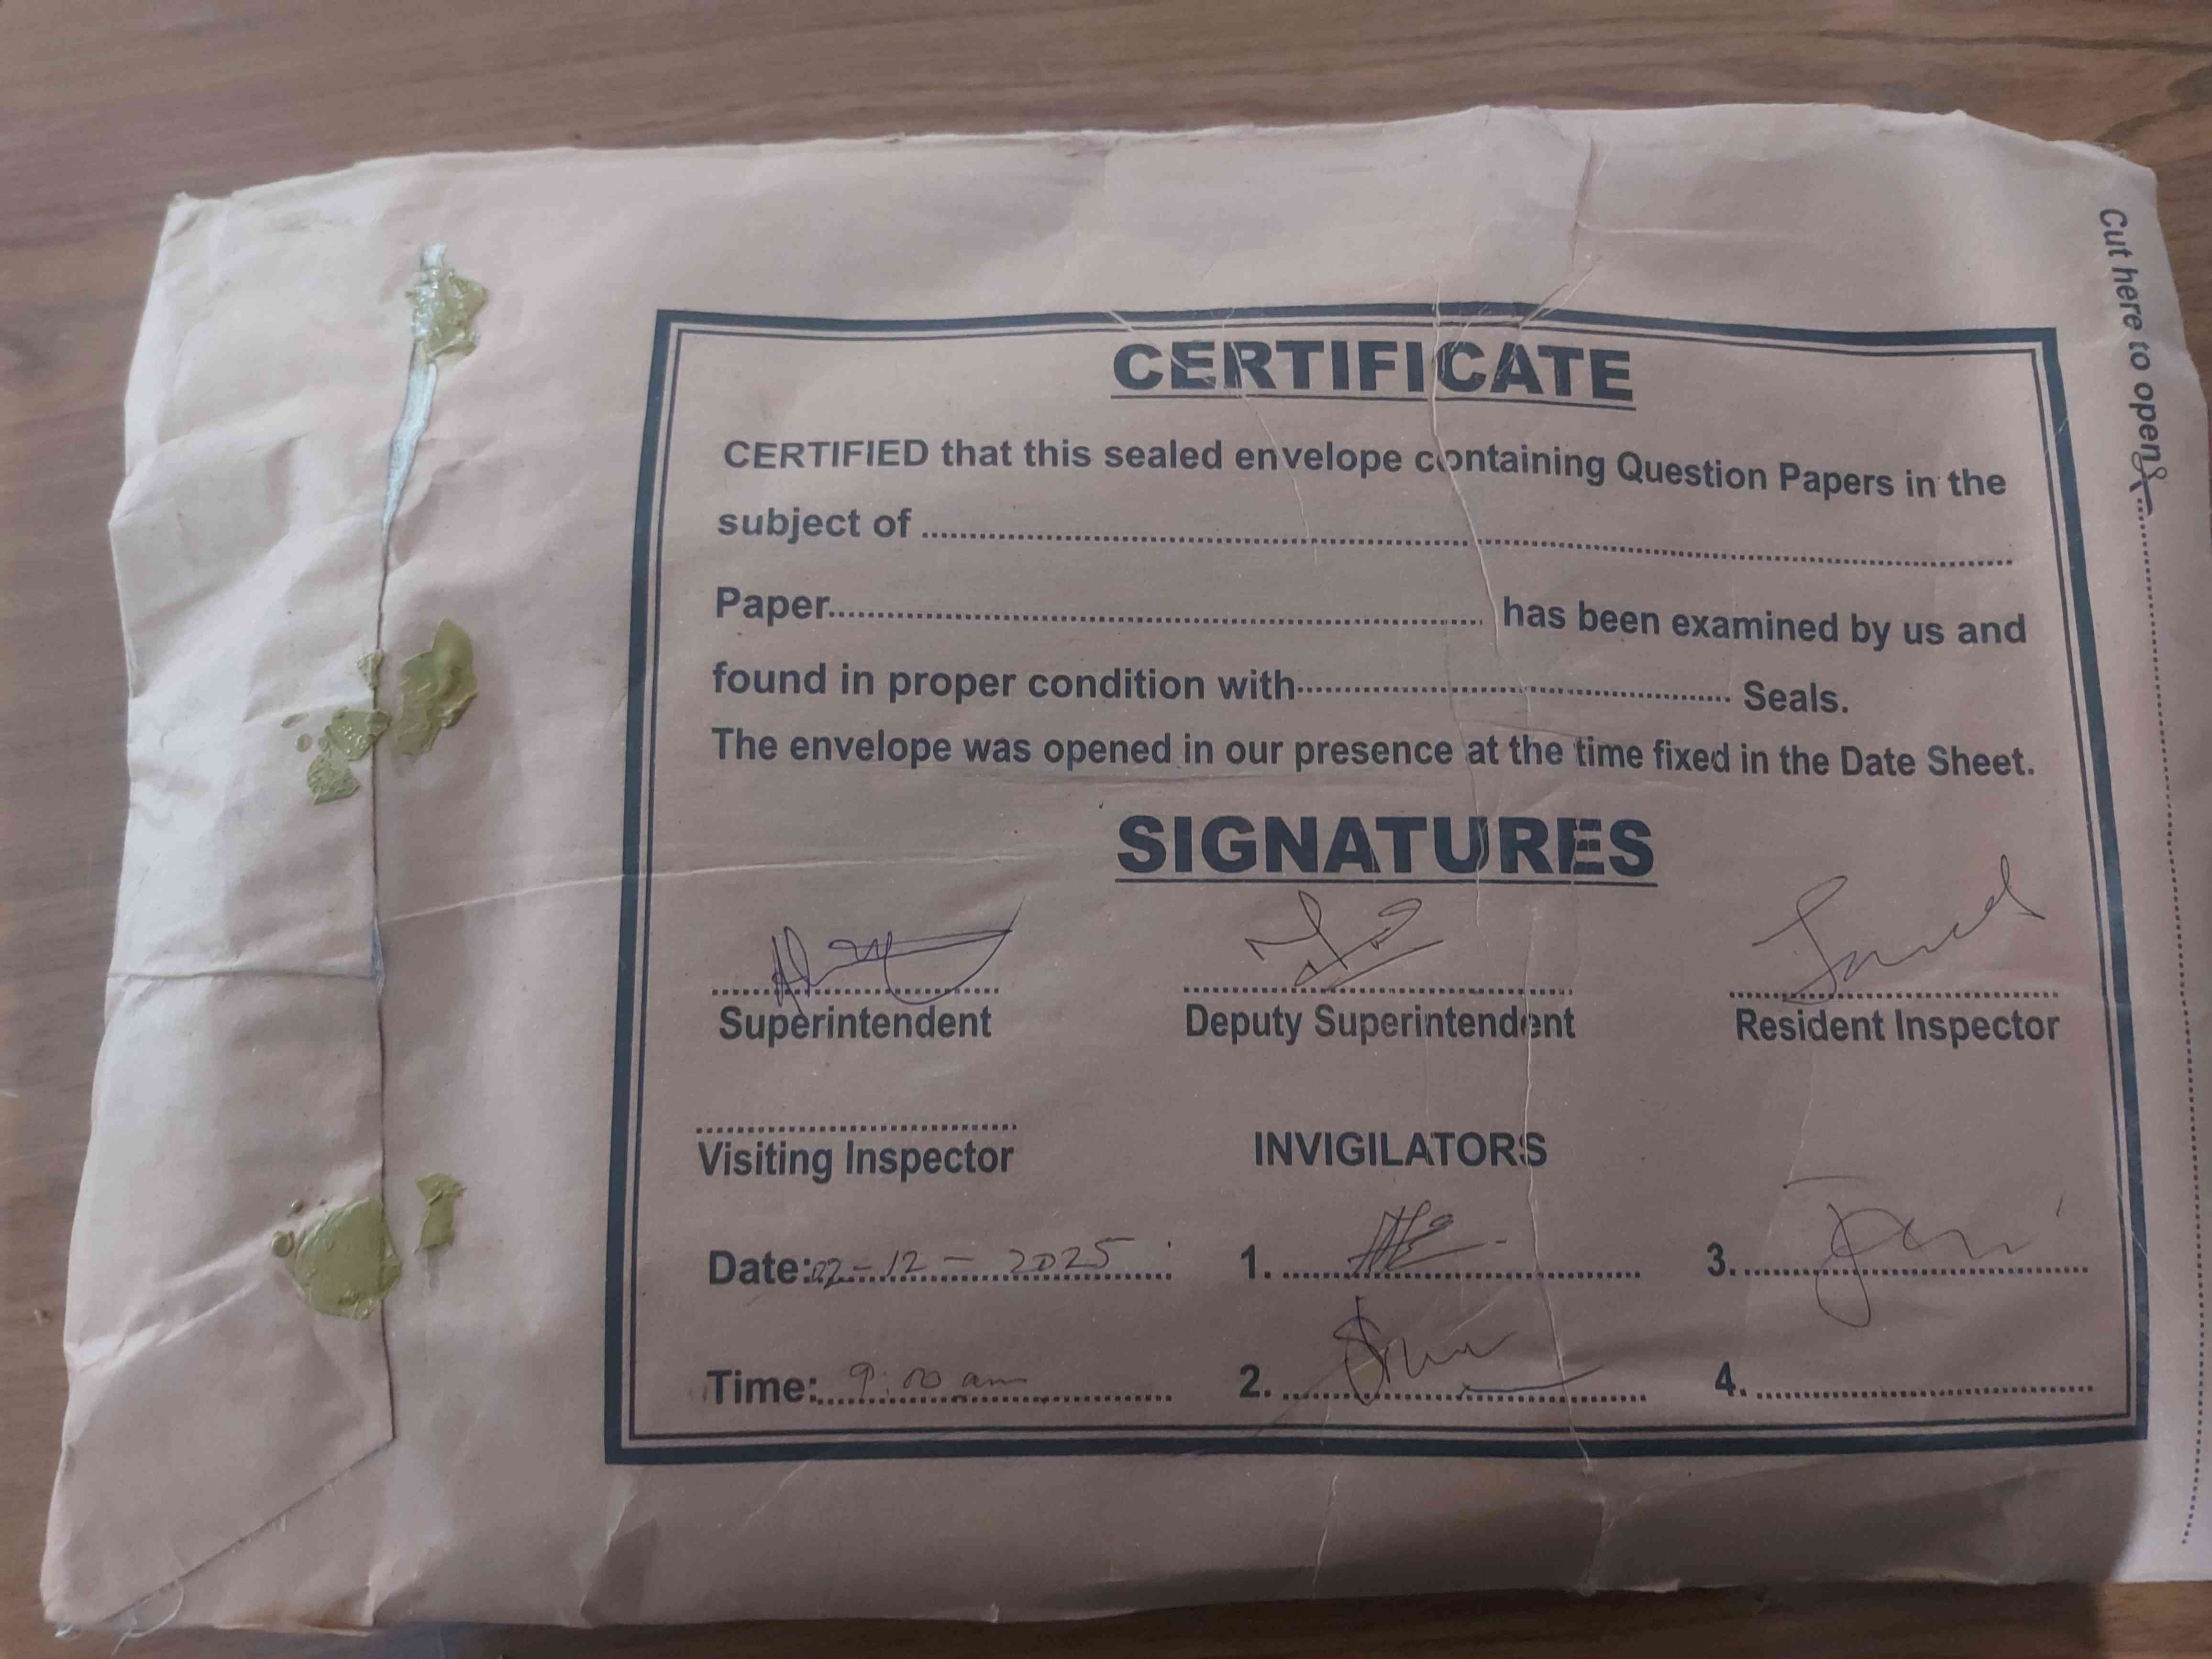 CERTIFICATE
CERTIFIED that this sealed envelope containing Question Papers in the
subject of ........................................
Paper........................................ has been examined by us and
found in proper condition with.............................. Seals.
The envelope was opened in our presence at the time fixed in the Date Sheet.
SIGNATURES
Superintendent Deputy Superintendent Resident Inspector
Visiting Inspector INVIGILATORS
Date: 02-12-2025 1. 3.
Time: 9:00 am 2. 4.
Cut here to open